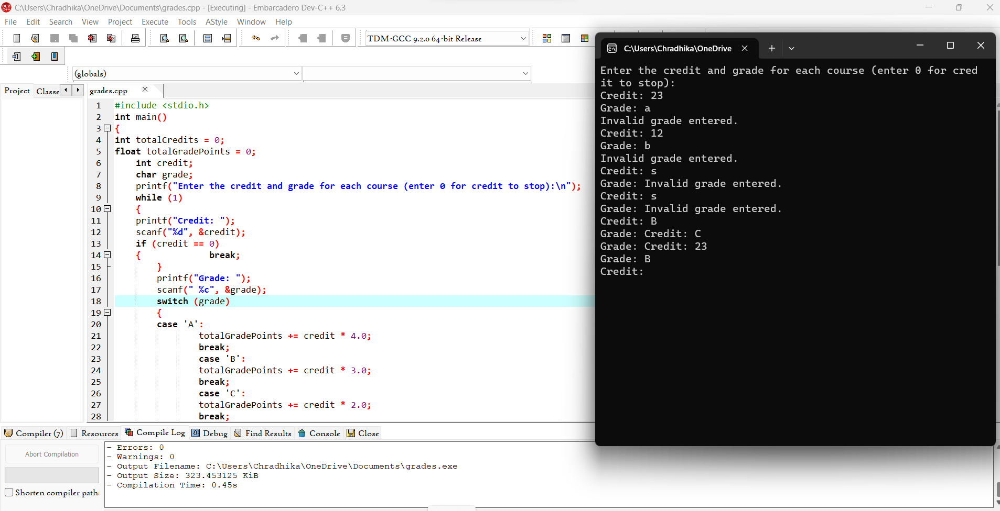 C:\Users\Chradhika\OneDrive\Documents\grades.cpp - [Executing] - Embarcadero Dev-C++ 6.3
File Edit Search View Project Execute Tools AStyle Window Help
TDM-GCC 9.2.0 64-bit Release
(globals)
Project Classe
grades.cpp
1 #include <stdio.h>
2 int main()
3 {
4 int totalCredits = 0;
5 float totalGradePoints = 0;
6 int credit;
7 char grade;
8 printf("Enter the credit and grade for each course (enter 0 for credit to stop):\n");
9 while (1)
10 {
11 printf("Credit: ");
12 scanf("%d", &credit);
13 if (credit == 0)
14 { break;
15 }
16 printf("Grade: ");
17 scanf(" %c", &grade);
18 switch (grade)
19 {
20 case 'A':
21 totalGradePoints += credit * 4.0;
22 break;
23 case 'B':
24 totalGradePoints += credit * 3.0;
25 break;
26 case 'C':
27 totalGradePoints += credit * 2.0;
28 break;
C:\Users\Chradhika\OneDrive
Enter the credit and grade for each course (enter 0 for cred
it to stop):
Credit: 23
Grade: a
Invalid grade entered.
Credit: 12
Grade: b
Invalid grade entered.
Credit: s
Grade: Invalid grade entered.
Credit: s
Grade: Invalid grade entered.
Credit: B
Grade: Credit: C
Grade: Credit: 23
Grade: B
Credit:
Compiler (7) Resources Compile Log Debug Find Results Console Close
Abort Compilation
Shorten compiler path
- Errors: 0
- Warnings: 0
- Output Filename: C:\Users\Chradhika\OneDrive\Documents\grades.exe
- Output Size: 323.453125 KiB
- Compilation Time: 0.45s